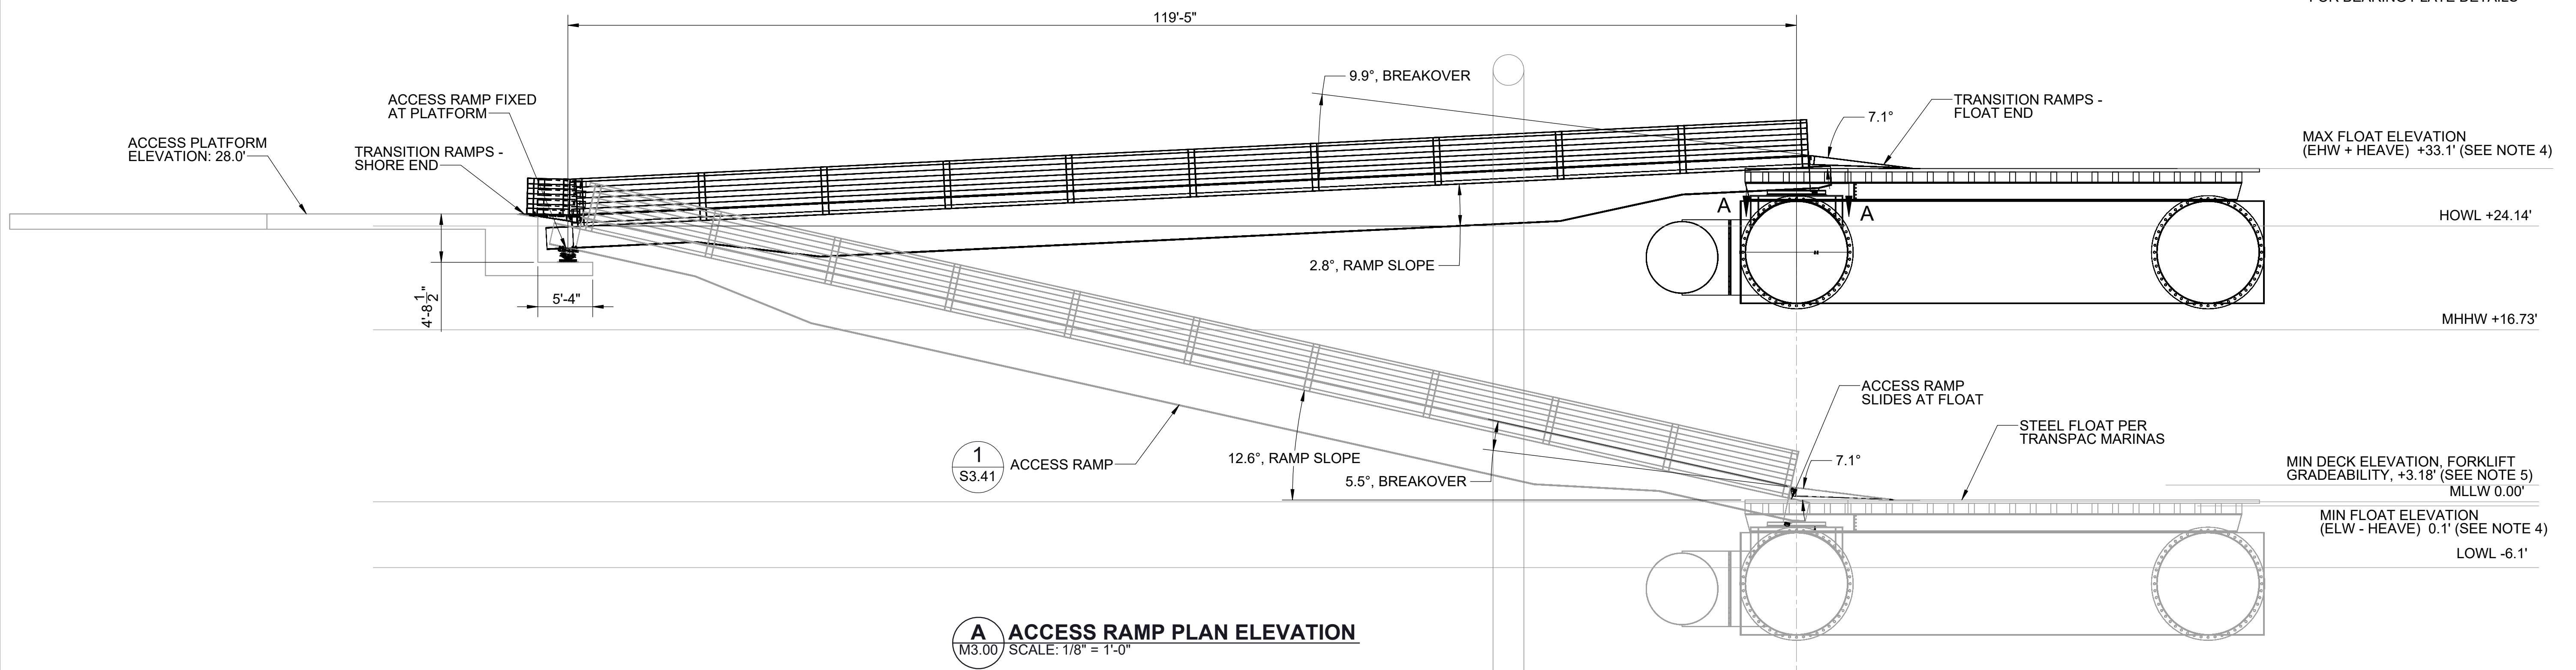 119'-5"
FOR BEARING PLATE DETAILS
9.9°, BREAKOVER
ACCESS RAMP FIXED
AT PLATFORM
TRANSITION RAMPS -
FLOAT END
7.1°
ACCESS PLATFORM
ELEVATION: 28.0'
TRANSITION RAMPS -
SHORE END
MAX FLOAT ELEVATION
(EHW + HEAVE) +33.1' (SEE NOTE 4)
A
A
HOWL +24.14'
2.8°, RAMP SLOPE
4'-8 1/2"
5'-4"
MHHW +16.73'
ACCESS RAMP
SLIDES AT FLOAT
STEEL FLOAT PER
TRANSPAC MARINAS
1
S3.41
ACCESS RAMP
12.6°, RAMP SLOPE
5.5°, BREAKOVER
7.1°
MIN DECK ELEVATION, FORKLIFT
GRADEABILITY, +3.18' (SEE NOTE 5)
MLLW 0.00'
MIN FLOAT ELEVATION
(ELW - HEAVE) 0.1' (SEE NOTE 4)
LOWL -6.1'
A
M3.00
ACCESS RAMP PLAN ELEVATION
SCALE: 1/8" = 1'-0"